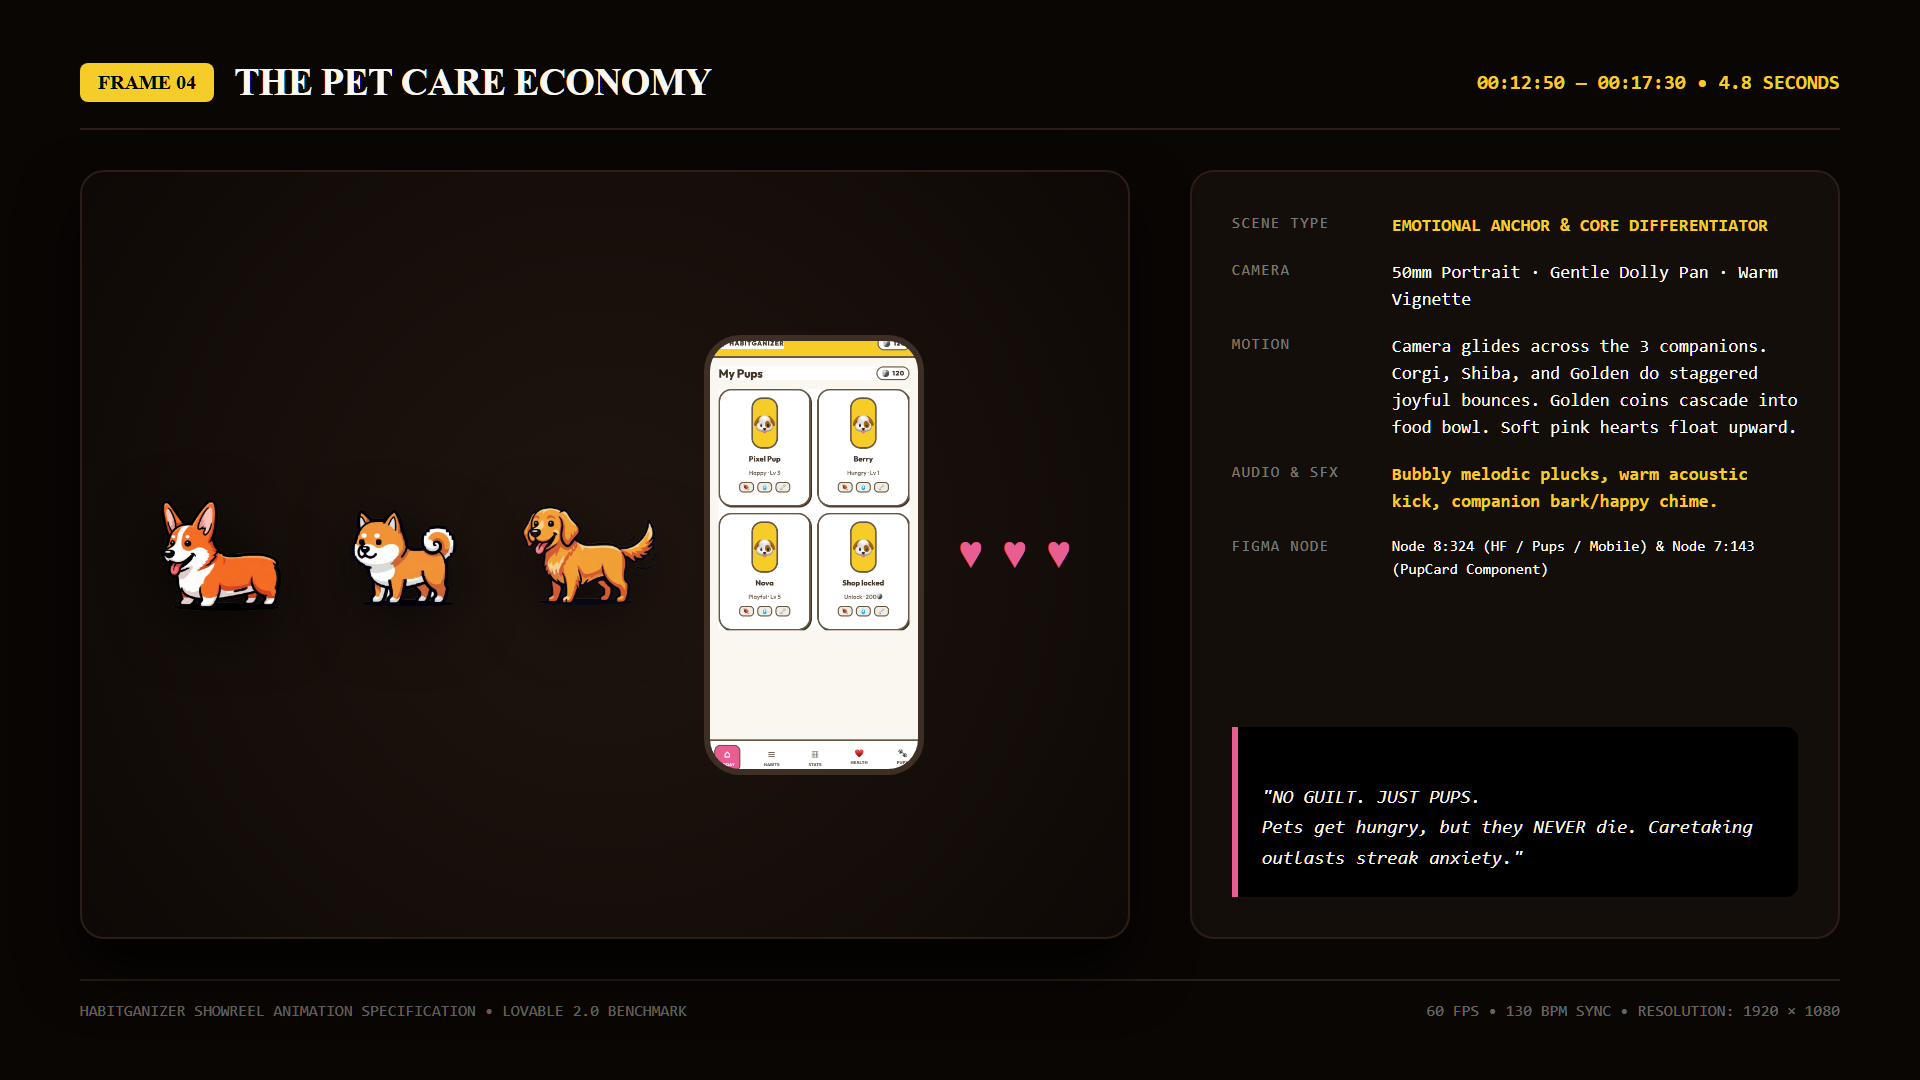 FRAME 04
THE PET CARE ECONOMY
00:12:50 — 00:17:30 • 4.8 SECONDS
HABITGANIZER
My Pups
120
Pixel Pup
Happy · Lv 3
Berry
Hungry · Lv 1
Nova
Playful · Lv 5
Shop locked
Unlock · 200
HABITS
STATS
HEALTH
SCENE TYPE
EMOTIONAL ANCHOR & CORE DIFFERENTIATOR
CAMERA
50mm Portrait · Gentle Dolly Pan · Warm
Vignette
MOTION
Camera glides across the 3 companions.
Corgi, Shiba, and Golden do staggered
joyful bounces. Golden coins cascade into
food bowl. Soft pink hearts float upward.
AUDIO & SFX
Bubbly melodic plucks, warm acoustic
kick, companion bark/happy chime.
FIGMA NODE
Node 8:324 (HF / Pups / Mobile) & Node 7:143
(PupCard Component)
"NO GUILT. JUST PUPS.
Pets get hungry, but they NEVER die. Caretaking
outlasts streak anxiety."
HABITGANIZER SHOWREEL ANIMATION SPECIFICATION • LOVABLE 2.0 BENCHMARK
60 FPS • 130 BPM SYNC • RESOLUTION: 1920 × 1080